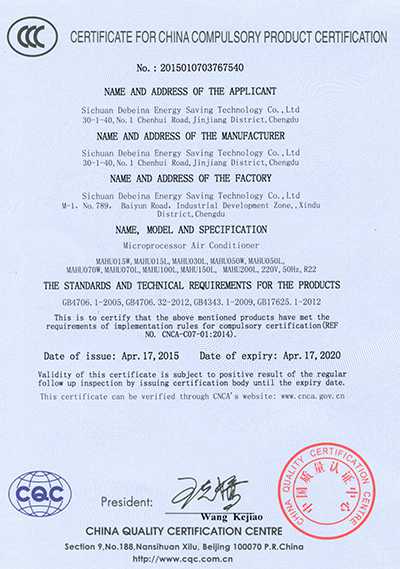 CCC
CERTIFICATE FOR CHINA COMPULSORY PRODUCT CERTIFICATION
No.: 2015010703767540
NAME AND ADDRESS OF THE APPLICANT
Sichuan Debeina Energy Saving Technology Co.,Ltd
30-1-40,No.1 Chenhui Road,Jinjiang District,Chengdu
NAME AND ADDRESS OF THE MANUFACTURER
Sichuan Debeina Energy Saving Technology Co.,Ltd
30-1-40,No.1 Chenhui Road,Jinjiang District,Chengdu
NAME AND ADDRESS OF THE FACTORY
Sichuan Debeina Energy Saving Technology Co.,Ltd
M-1, No.789, Baiyun Road, Industrial Development Zone,,Xindu
District,Chengdu
NAME, MODEL AND SPECIFICATION
Microprocessor Air Conditioner
MAHU015W,MAHU015L,MAHU030L,MAHU050W,MAHU050L,
MAHU070W,MAHU070L,MAHU100L,MAHU150L, MAHU200L,220V,50Hz,R22
THE STANDARDS AND TECHNICAL REQUIREMENTS FOR THE PRODUCTS
GB4706.1-2005,GB4706.32-2012,GB4343.1-2009,GB17625.1-2012
This is to certify that the above mentioned products have met the
requirements of implementation rules for compulsory certification(REF
NO. CNCA-C07-01:2014).
Date of issue: Apr.17,2015 Date of expiry: Apr.17,2020
Validity of this certificate is subject to positive result of the regular
follow up inspection by issuing certification body until the expiry date.
This certificate can be verified through CNCA's website: www.cnca.gov.cn
CQC
President:
Wang Kejiao
CHINA QUALITY CERTIFICATION CENTRE
中国质量认证中心
CHINA QUALITY CERTIFICATION CENTRE
Section 9,No.188,Nansihuan Xilu, Beijing 100070 P.R.China
http://www.cqc.com.cn